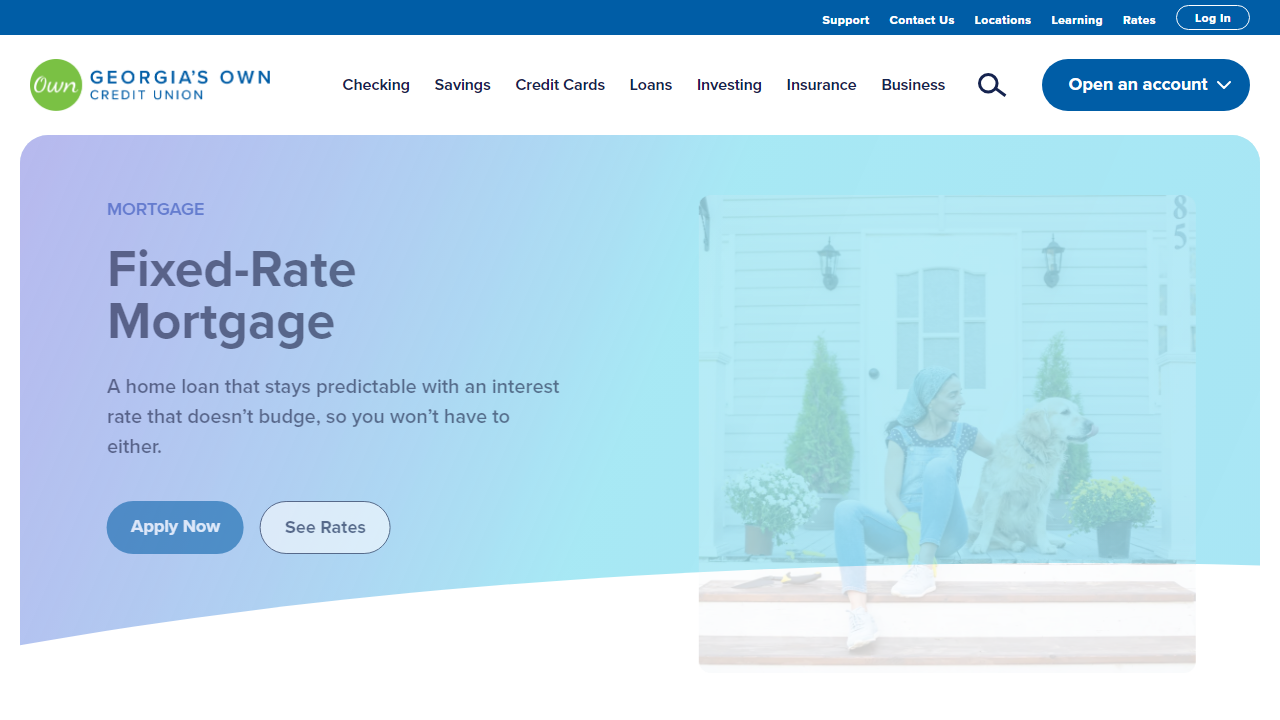 Support Contact Us Locations Learning Rates Log In
Own GEORGIA'S OWN
CREDIT UNION
Checking Savings Credit Cards Loans Investing Insurance Business Open an account
MORTGAGE
Fixed-Rate
Mortgage
A home loan that stays predictable with an interest
rate that doesn’t budge, so you won’t have to
either.
Apply Now See Rates
8
5